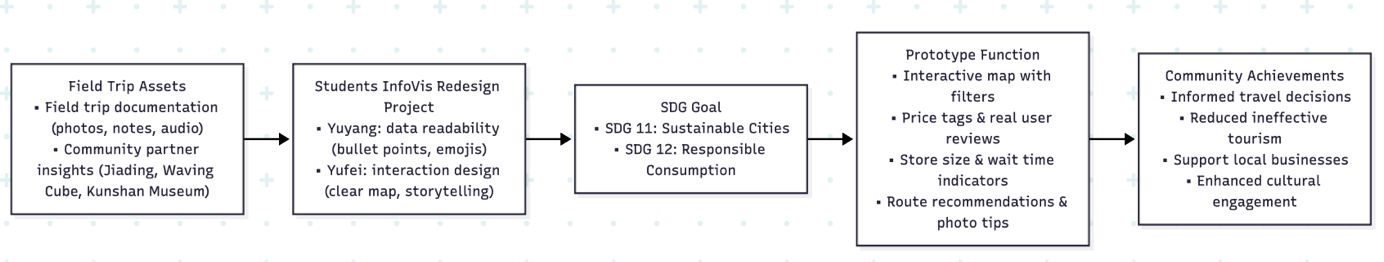 Field Trip Assets
▪ Field trip documentation
(photos, notes, audio)
▪ Community partner
insights (Jiading, Waving
Cube, Kunshan Museum)
Students InfoVis Redesign
Project
▪ Yuyang: data readability
(bullet points, emojis)
▪ Yufei: interaction design
(clear map, storytelling)
SDG Goal
▪ SDG 11: Sustainable Cities
▪ SDG 12: Responsible
Consumption
Prototype Function
▪ Interactive map with
filters
▪ Price tags & real user
reviews
▪ Store size & wait time
indicators
▪ Route recommendations &
photo tips
Community Achievements
▪ Informed travel decisions
▪ Reduced ineffective
tourism
▪ Support local businesses
▪ Enhanced cultural
engagement